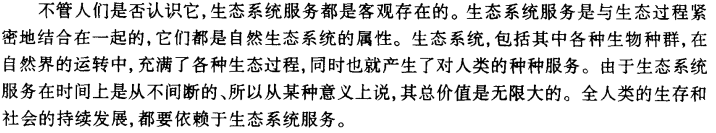 不管人们是否认识它,生态系统服务都是客观存在的。生态系统服务是与生态过程紧
密地结合在一起的,它们都是自然生态系统的属性。生态系统,包括其中各种生物种群,在
自然界的运转中,充满了各种生态过程,同时也就产生了对人类的种种服务。由于生态系统
服务在时间上是从不间断的、所以从某种意义上说,其总价值是无限大的。全人类的生存和
社会的持续发展,都要依赖于生态系统服务。